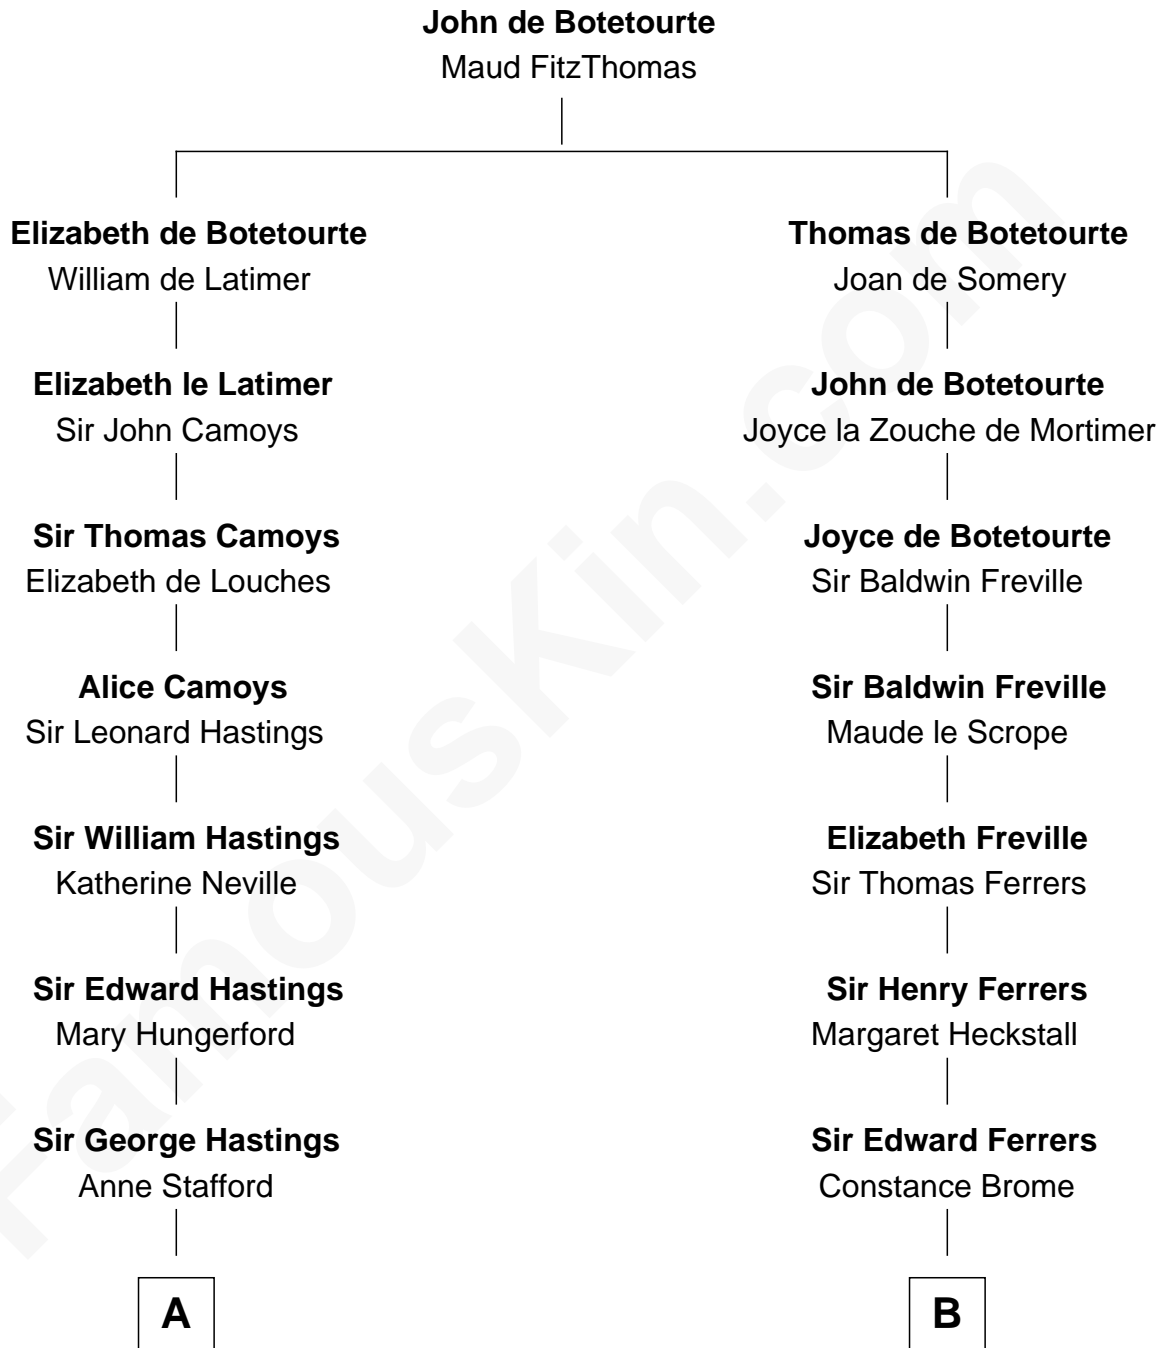 John de Botetourte
Maud FitzThomas
Elizabeth de Botetourte
William de Latimer
Elizabeth le Latimer
Sir John Camoys
Sir Thomas Camoys
Elizabeth de Louches
Alice Camoys
Sir Leonard Hastings
Sir William Hastings
Katherine Neville
Sir Edward Hastings
Mary Hungerford
Sir George Hastings
Anne Stafford
A
Thomas de Botetourte
Joan de Somery
John de Botetourte
Joyce la Zouche de Mortimer
Joyce de Botetourte
Sir Baldwin Freville
Sir Baldwin Freville
Maude le Scrope
Elizabeth Freville
Sir Thomas Ferrers
Sir Henry Ferrers
Margaret Heckstall
Sir Edward Ferrers
Constance Brome
B
FamousKin.com